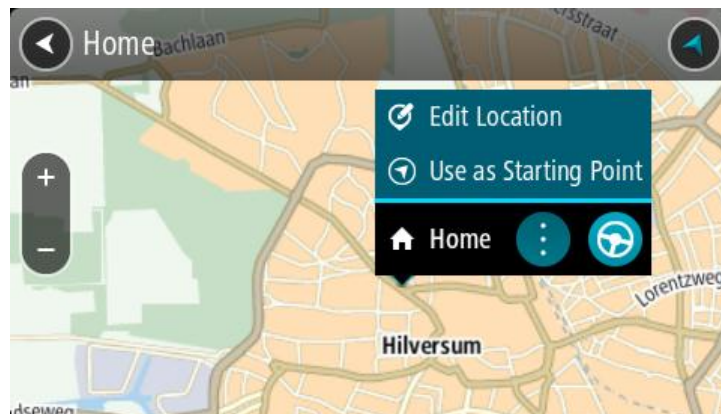 Home
Bachlaan
Edit Location
Use as Starting Point
Home
Lorentzweg
Hilversum